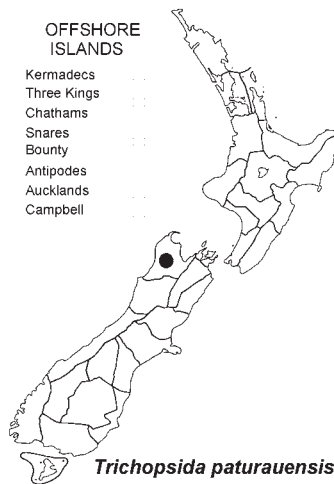 OFFSHORE
ISLANDS
Kermadecs
Three Kings
Chathams
Snares
Bounty
Antipodes
Aucklands
Campbell
Trichopsida paturauensis